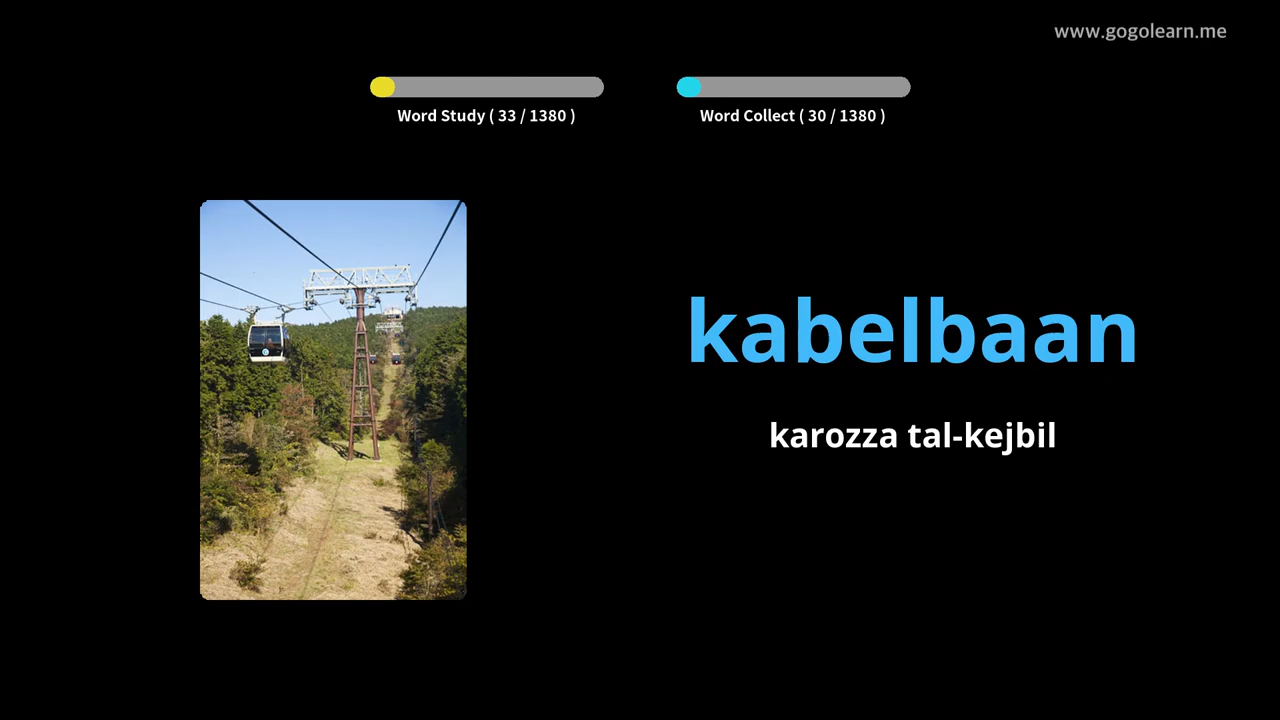 www.gogolearn.me
Word Study ( 33 / 1380 )
Word Collect ( 30 / 1380 )
kabelbaan
karozza tal-kejbil